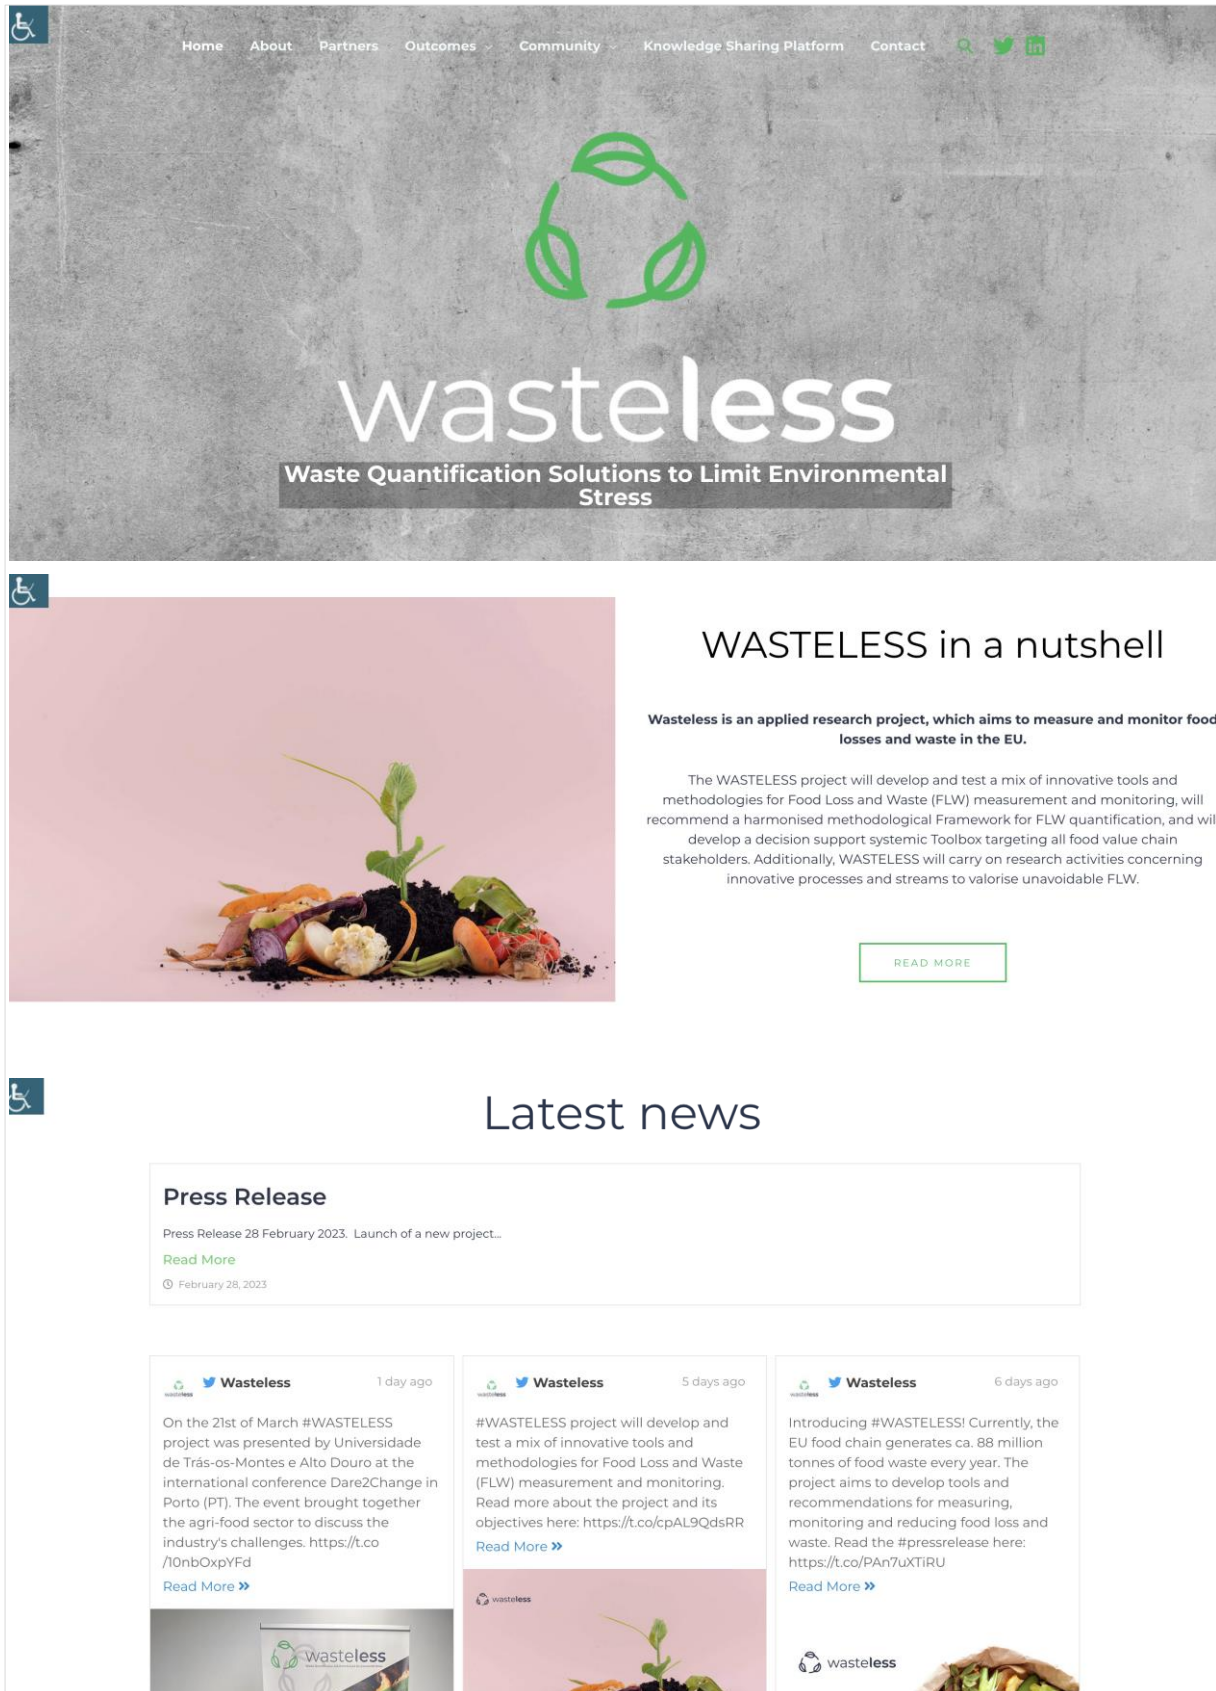 Home About Partners Outcomes Community Knowledge Sharing Platform Contact
wasteless
Waste Quantification Solutions to Limit Environmental
Stress
WASTELESS in a nutshell
Wasteless is an applied research project, which aims to measure and monitor food
losses and waste in the EU.
The WASTELESS project will develop and test a mix of innovative tools and
methodologies for Food Loss and Waste (FLW) measurement and monitoring, will
recommend a harmonised methodological Framework for FLW quantification, and wil
develop a decision support systemic Toolbox targeting all food value chain
stakeholders. Additionally, WASTELESS will carry on research activities concerning
innovative processes and streams to valorise unavoidable FLW.
READ MORE
Latest news
Press Release
Press Release 28 February 2023. Launch of a new project...
Read More
February 28, 2023
wasteless Wasteless 1 day ago
On the 21st of March #WASTELESS
project was presented by Universidade
de Trás-os-Montes e Alto Douro at the
international conference Dare2Change in
Porto (PT). The event brought together
the agri-food sector to discuss the
industry's challenges. https://t.co
/10nbOxpYFd
Read More »
wasteless
wasteless Wasteless 5 days ago
#WASTELESS project will develop and
test a mix of innovative tools and
methodologies for Food Loss and Waste
(FLW) measurement and monitoring.
Read more about the project and its
objectives here: https://t.co/cpAL9QdsRR
Read More »
wasteless
wasteless Wasteless 6 days ago
Introducing #WASTELESS! Currently, the
EU food chain generates ca. 88 million
tonnes of food waste every year. The
project aims to develop tools and
recommendations for measuring,
monitoring and reducing food loss and
waste. Read the #pressrelease here:
https://t.co/PAn7uXTiRU
Read More »
wasteless